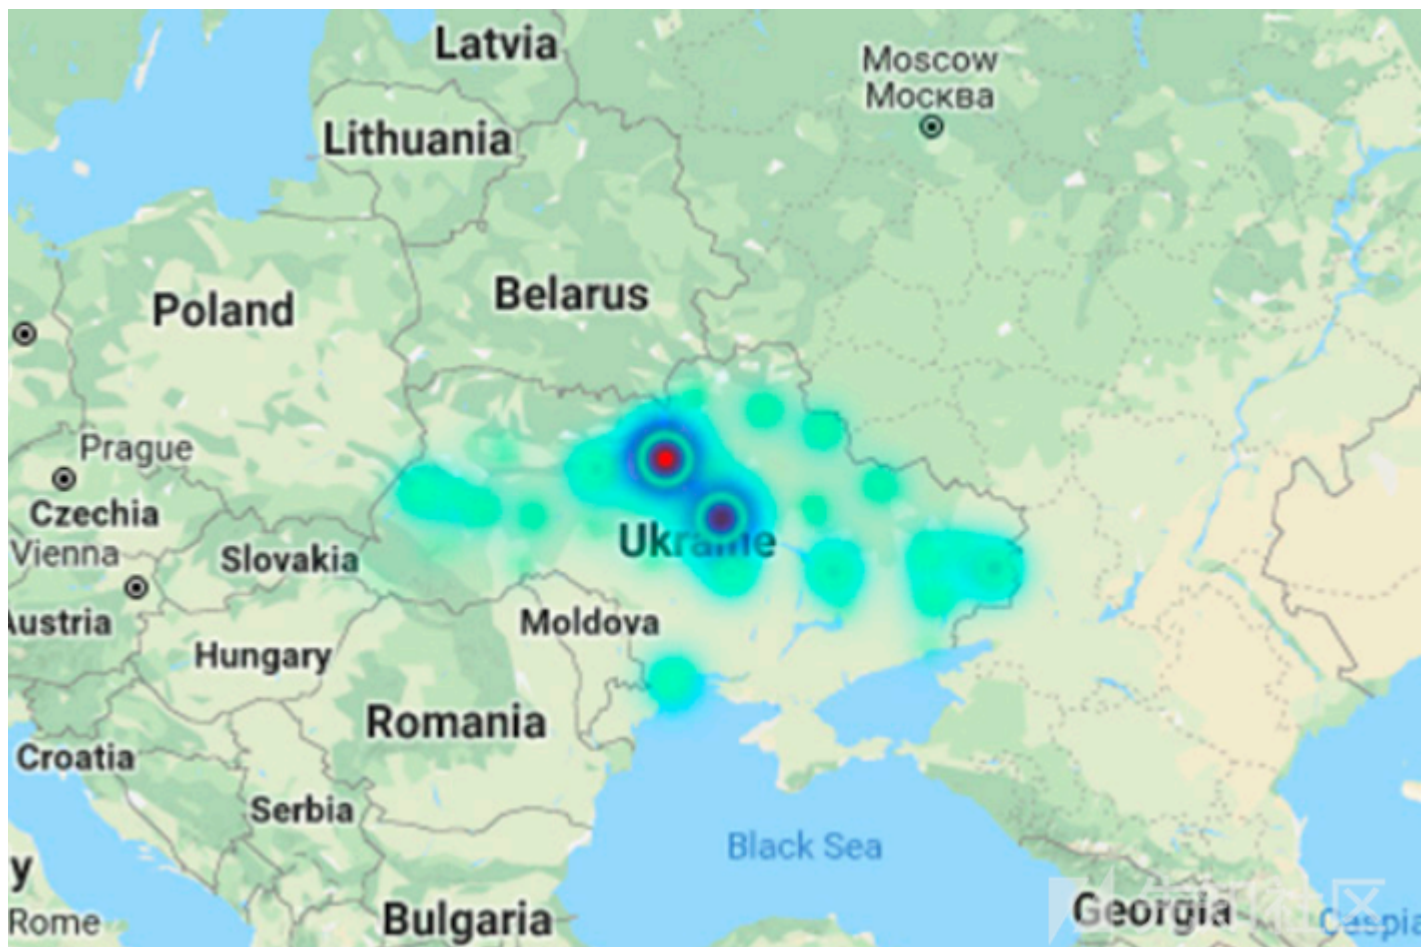 Latvia
Moscow
Москва
Lithuania
Belarus
Poland
Prague
Czechia
Vienna
Slovakia
Ukraine
Austria
Moldova
Hungary
Romania
Croatia
Serbia
Black Sea
y
Rome
Bulgaria
Georgia
Caspia